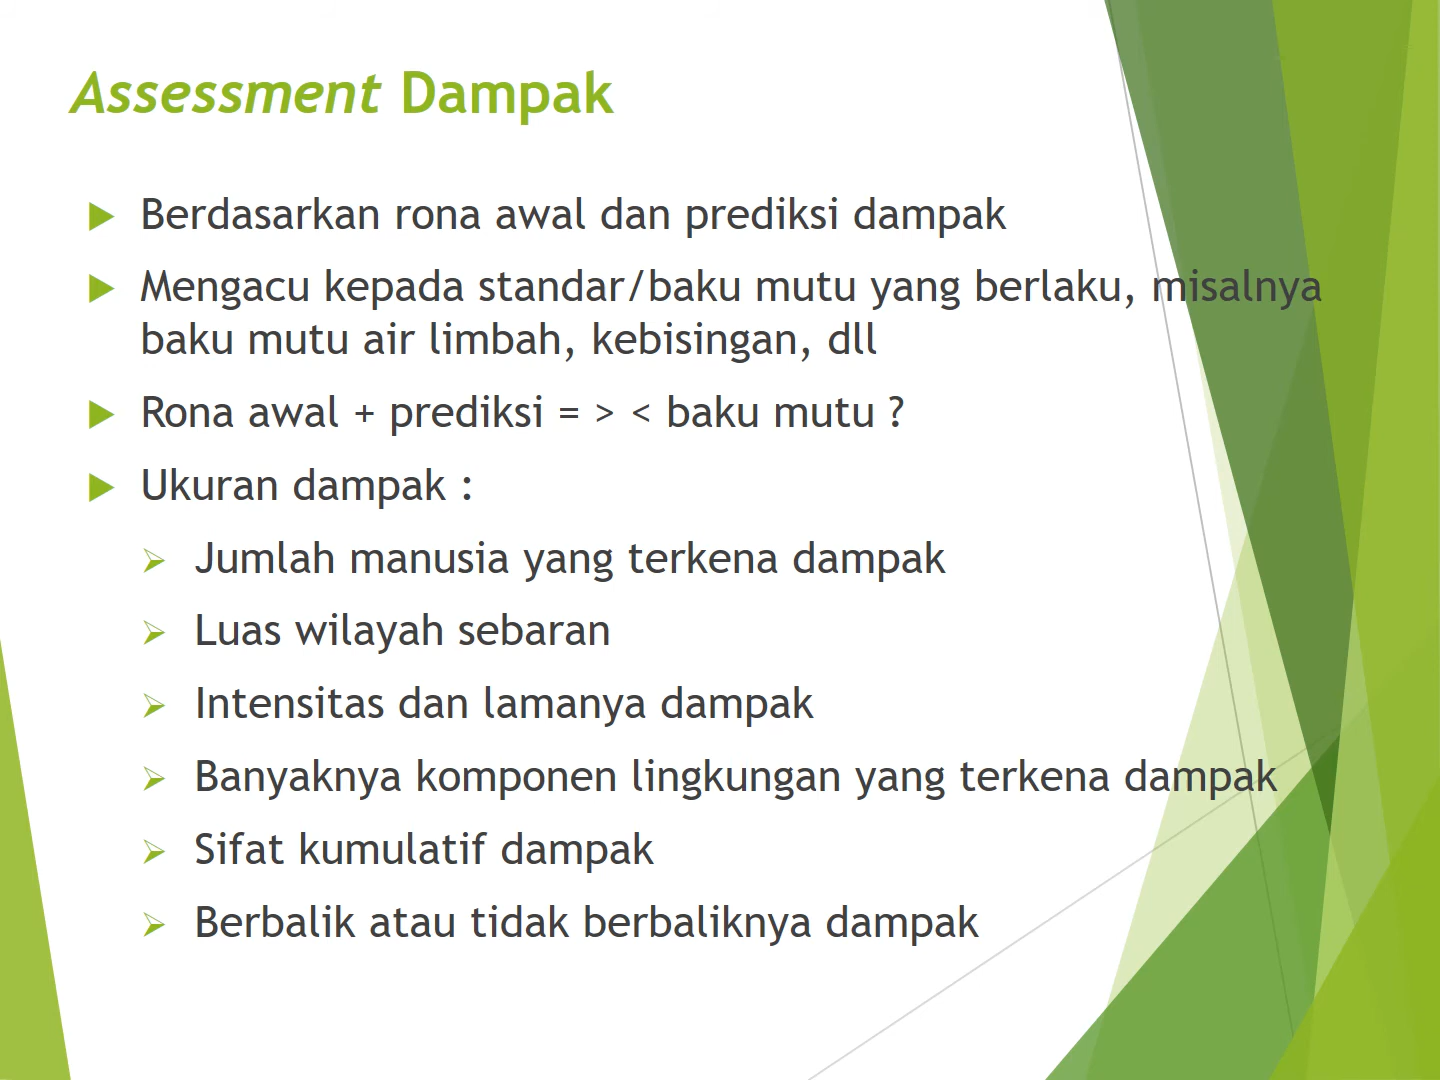 Assessment Dampak
Berdasarkan rona awal dan prediksi dampak
Mengacu kepada standar/baku mutu yang berlaku, misalnya
baku mutu air limbah, kebisingan, dll
Rona awal + prediksi = > < baku mutu ?
Ukuran dampak :
Jumlah manusia yang terkena dampak
Luas wilayah sebaran
Intensitas dan lamanya dampak
Banyaknya komponen lingkungan yang terkena dampak
Sifat kumulatif dampak
Berbalik atau tidak berbaliknya dampak